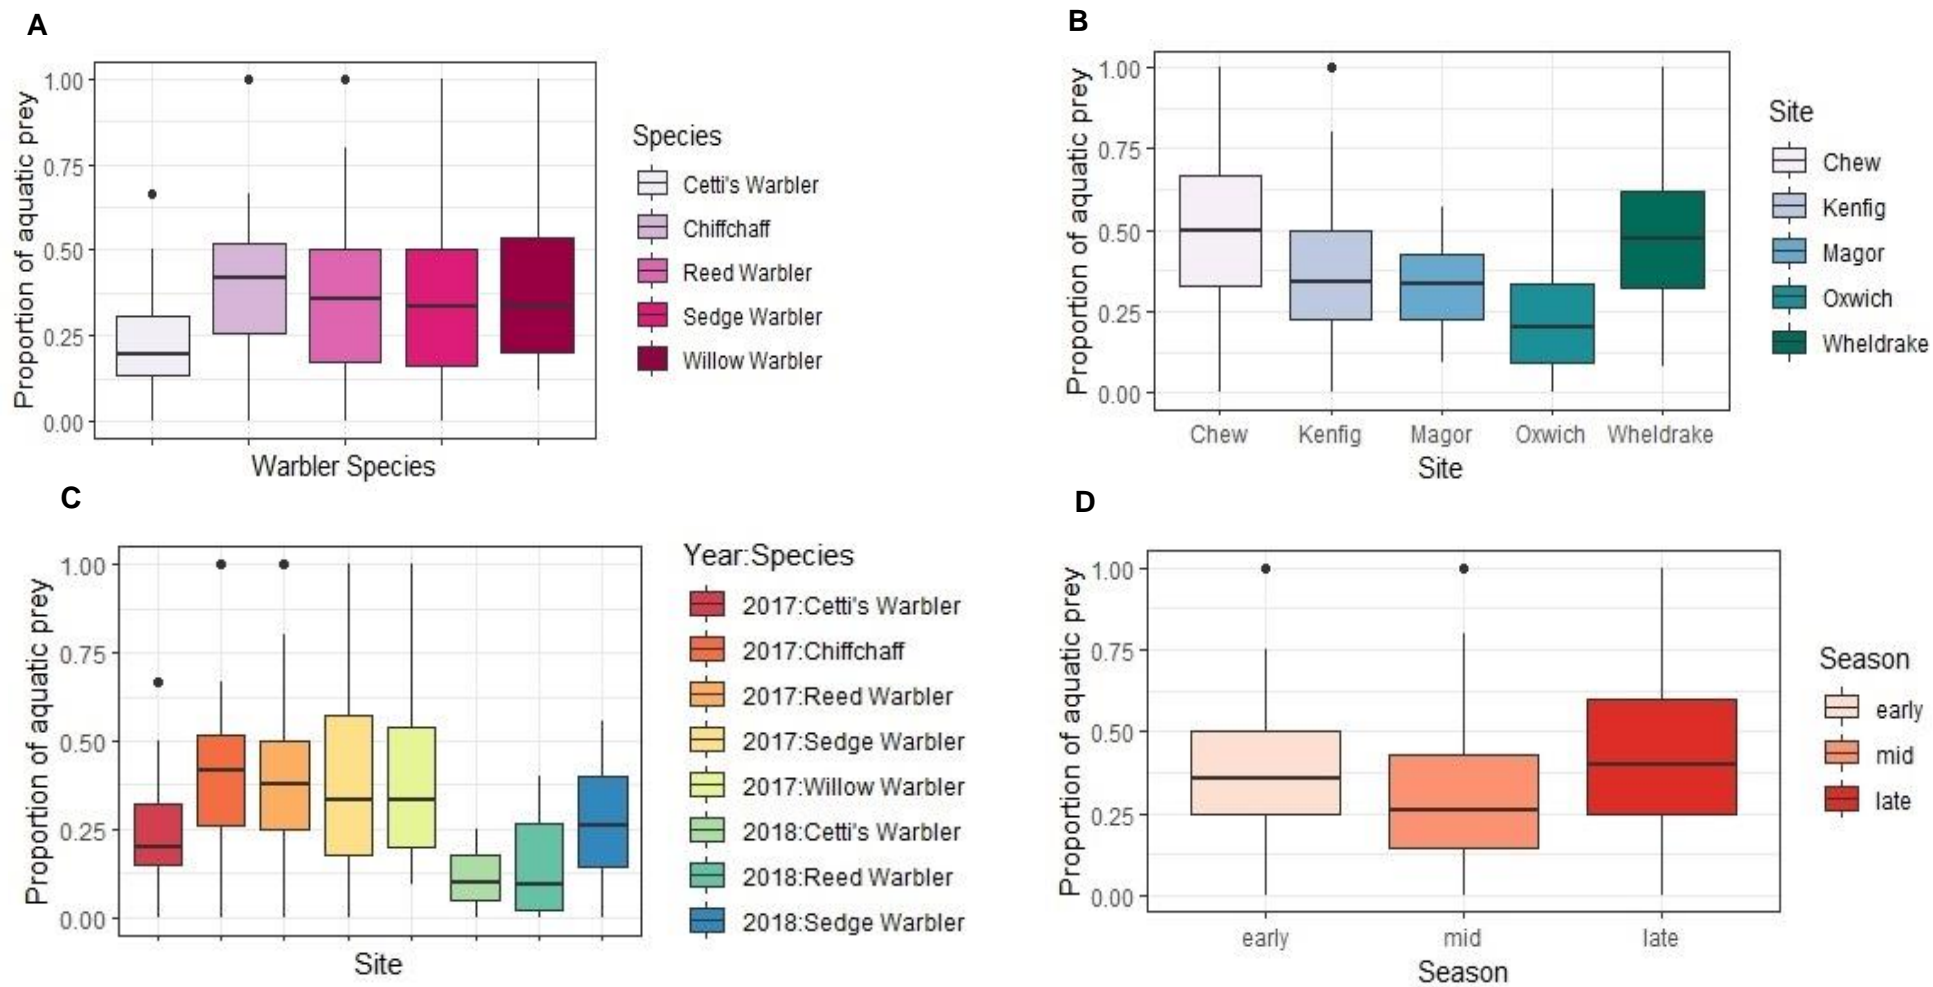 A
Proportion of aquatic prey
1.00
0.75
0.50
0.25
0.00
Warbler Species
Species
Cetti's Warbler
Chiffchaff
Reed Warbler
Sedge Warbler
Willow Warbler
B
Proportion of aquatic prey
1.00
0.75
0.50
0.25
0.00
Chew Kenfig Magor Oxwich Wheldrake
Site
Site
Chew
Kenfig
Magor
Oxwich
Wheldrake
C
Proportion of aquatic prey
1.00
0.75
0.50
0.25
0.00
Site
Year:Species
2017:Cetti's Warbler
2017:Chiffchaff
2017:Reed Warbler
2017:Sedge Warbler
2017:Willow Warbler
2018:Cetti's Warbler
2018:Reed Warbler
2018:Sedge Warbler
D
Proportion of aquatic prey
1.00
0.75
0.50
0.25
0.00
early mid late
Season
Season
early
mid
late